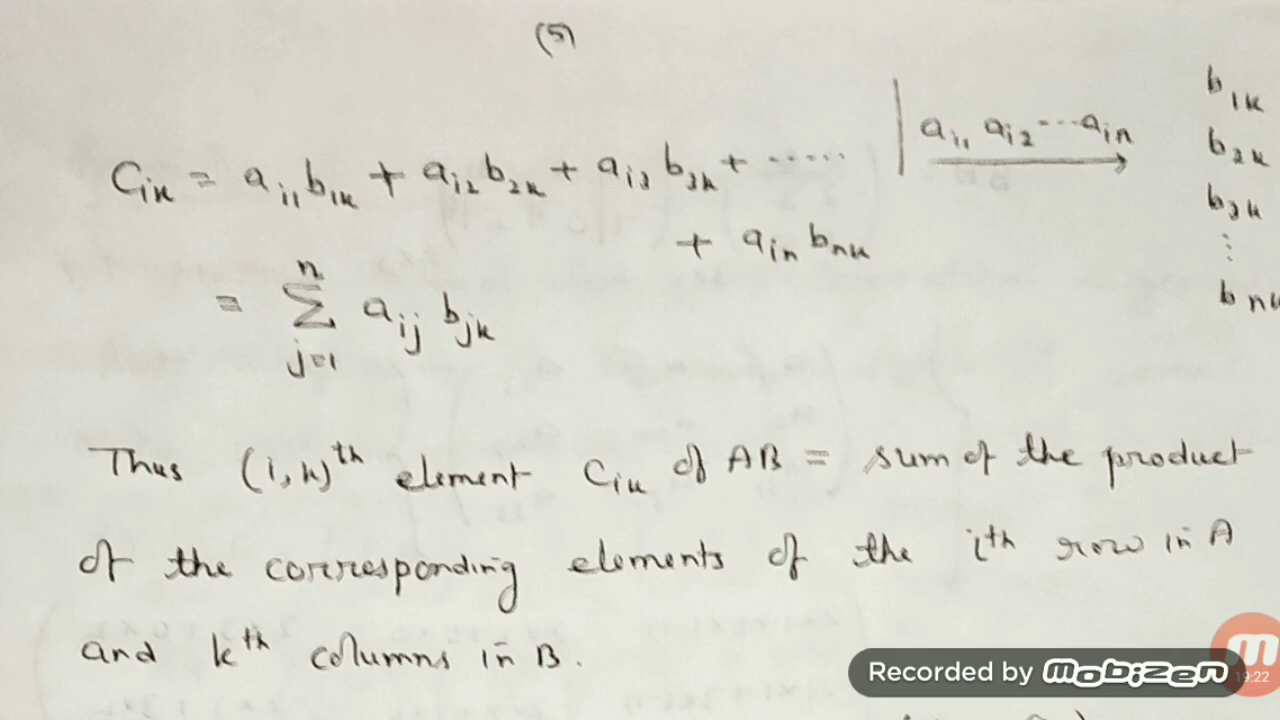 (5)
Cik = ai1 b1k + ai2 b2k + ai3 b3k + ..... | ai1 ai2 ... ain → b1k
b2k
b3k
⋮
+ ain bnk
bnk
= n∑j=1 aij bjk
Thus (i,k)th element Cik of AB = sum of the product
of the corresponding elements of the ith row in A
and kth columns in B.
Recorded by mobizen
19:22